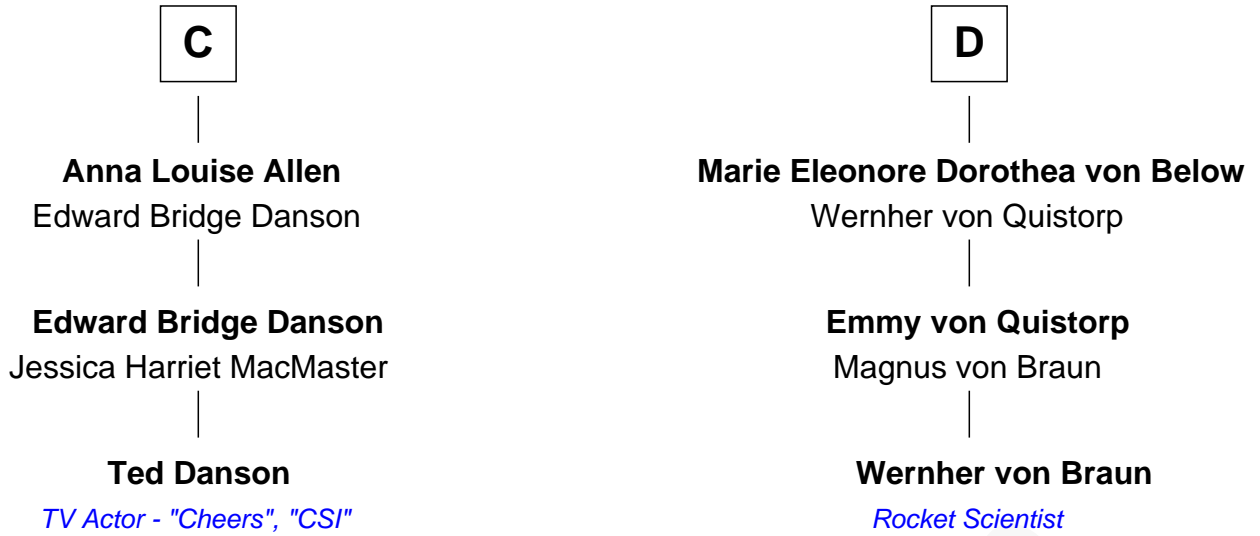 C
D
Anna Louise Allen
Edward Bridge Danson
Marie Eleonore Dorothea von Below
Wernher von Quistorp
Edward Bridge Danson
Jessica Harriet MacMaster
Emmy von Quistorp
Magnus von Braun
Ted Danson
TV Actor - "Cheers", "CSI"
Wernher von Braun
Rocket Scientist